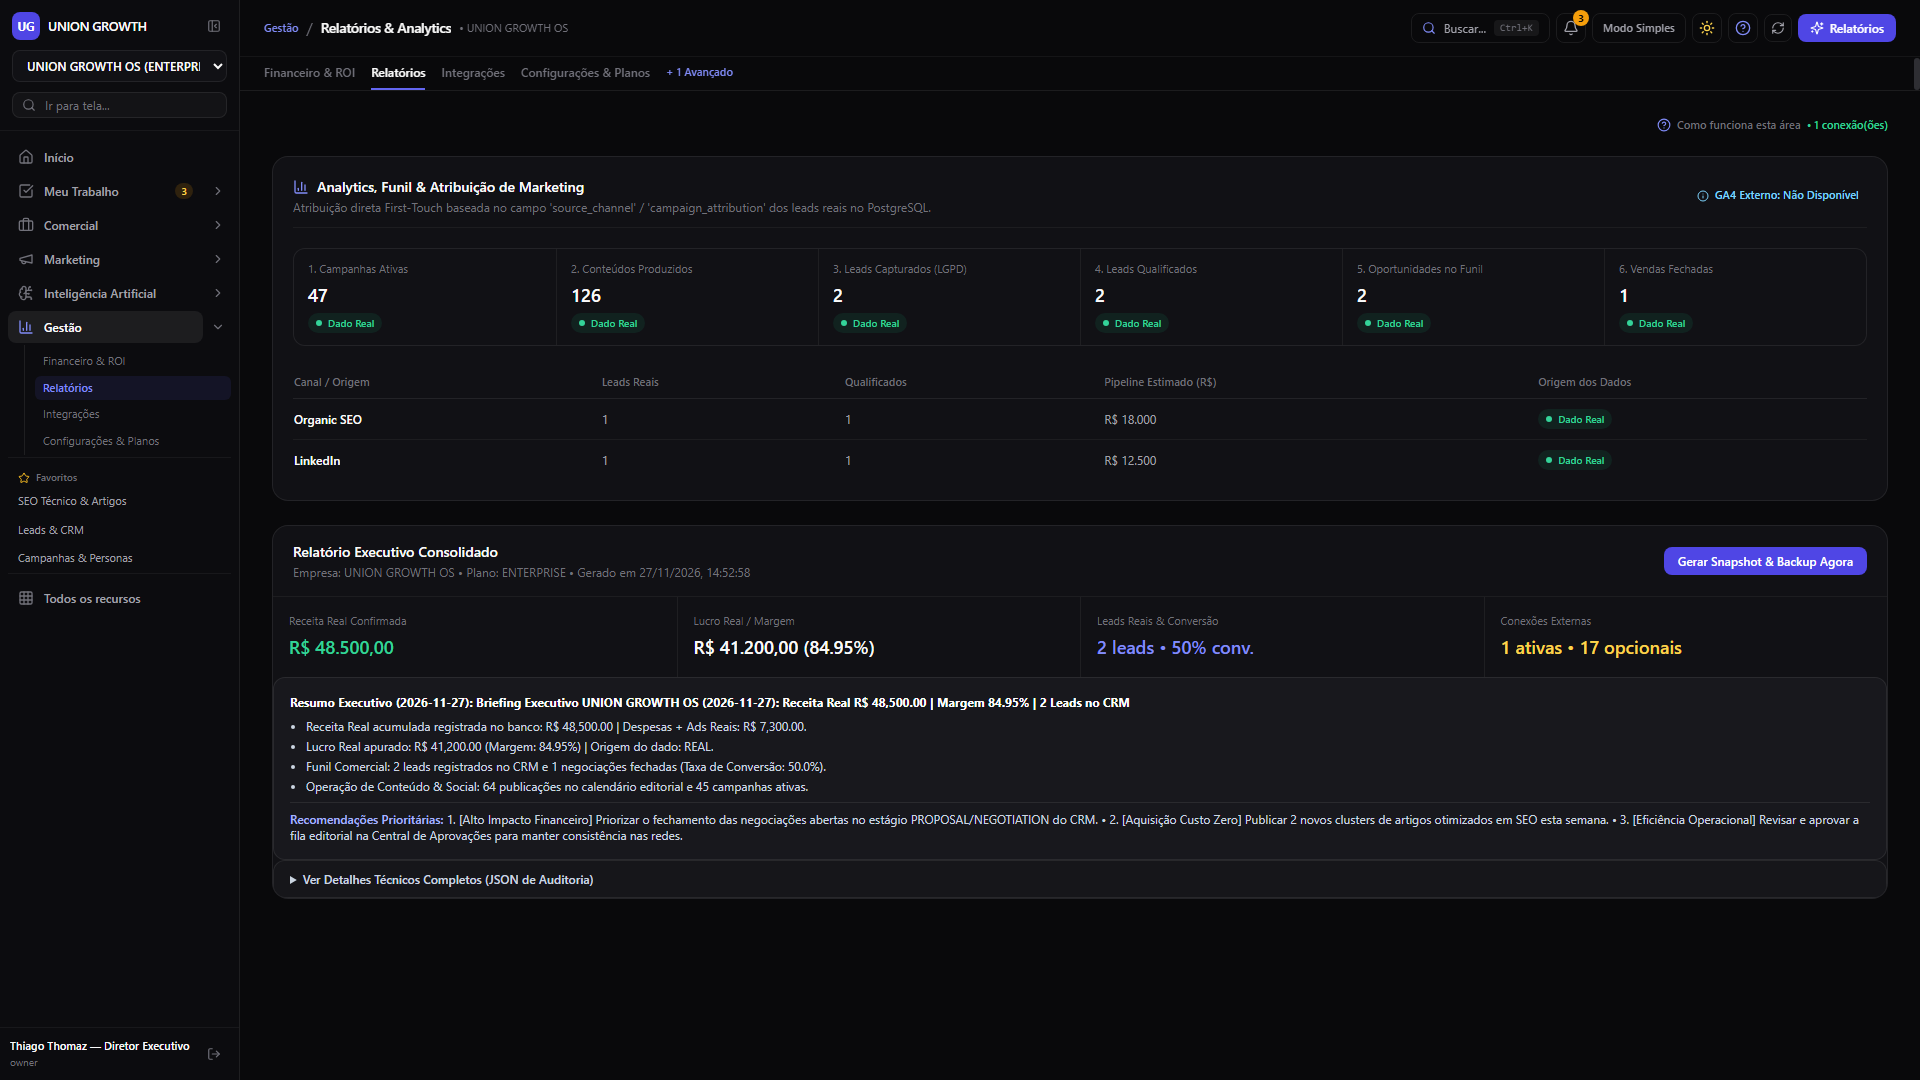 UG UNION GROWTH
UNION GROWTH OS (ENTERPRI
Ir para tela...
Início
Meu Trabalho 3
Comercial
Marketing
Inteligência Artificial
Gestão
Financeiro & ROI
Relatórios
Integrações
Configurações & Planos
Favoritos
SEO Técnico & Artigos
Leads & CRM
Campanhas & Personas
Todos os recursos
Thiago Thomaz — Diretor Executivo
owner
Gestão / Relatórios & Analytics • UNION GROWTH OS
Buscar... Ctrl+K 3 Modo Simples Relatórios
Financeiro & ROI Relatórios Integrações Configurações & Planos + 1 Avançado
Como funciona esta área • 1 conexão(ões)
Analytics, Funil & Atribuição de Marketing
Atribuição direta First-Touch baseada no campo 'source_channel' / 'campaign_attribution' dos leads reais no PostgreSQL.
GA4 Externo: Não Disponível
1. Campanhas Ativas 2. Conteúdos Produzidos 3. Leads Capturados (LGPD) 4. Leads Qualificados 5. Oportunidades no Funil 6. Vendas Fechadas
47 126 2 2 2 1
Dado Real Dado Real Dado Real Dado Real Dado Real Dado Real
Canal / Origem Leads Reais Qualificados Pipeline Estimado (R$) Origem dos Dados
Organic SEO 1 1 R$ 18.000 Dado Real
LinkedIn 1 1 R$ 12.500 Dado Real
Relatório Executivo Consolidado
Empresa: UNION GROWTH OS • Plano: ENTERPRISE • Gerado em 27/11/2026, 14:52:58
Gerar Snapshot & Backup Agora
Receita Real Confirmada Lucro Real / Margem Leads Reais & Conversão Conexões Externas
R$ 48.500,00 R$ 41.200,00 (84.95%) 2 leads • 50% conv. 1 ativas • 17 opcionais
Resumo Executivo (2026-11-27): Briefing Executivo UNION GROWTH OS (2026-11-27): Receita Real R$ 48,500.00 | Margem 84.95% | 2 Leads no CRM
• Receita Real acumulada registrada no banco: R$ 48,500.00 | Despesas + Ads Reais: R$ 7,300.00.
• Lucro Real apurado: R$ 41,200.00 (Margem: 84.95%) | Origem do dado: REAL.
• Funil Comercial: 2 leads registrados no CRM e 1 negociações fechadas (Taxa de Conversão: 50.0%).
• Operação de Conteúdo & Social: 64 publicações no calendário editorial e 45 campanhas ativas.
Recomendações Prioritárias: 1. [Alto Impacto Financeiro] Priorizar o fechamento das negociações abertas no estágio PROPOSAL/NEGOTIATION do CRM. • 2. [Aquisição Custo Zero] Publicar 2 novos clusters de artigos otimizados em SEO esta semana. • 3. [Eficiência Operacional] Revisar e aprovar a
fila editorial na Central de Aprovações para manter consistência nas redes.
Ver Detalhes Técnicos Completos (JSON de Auditoria)